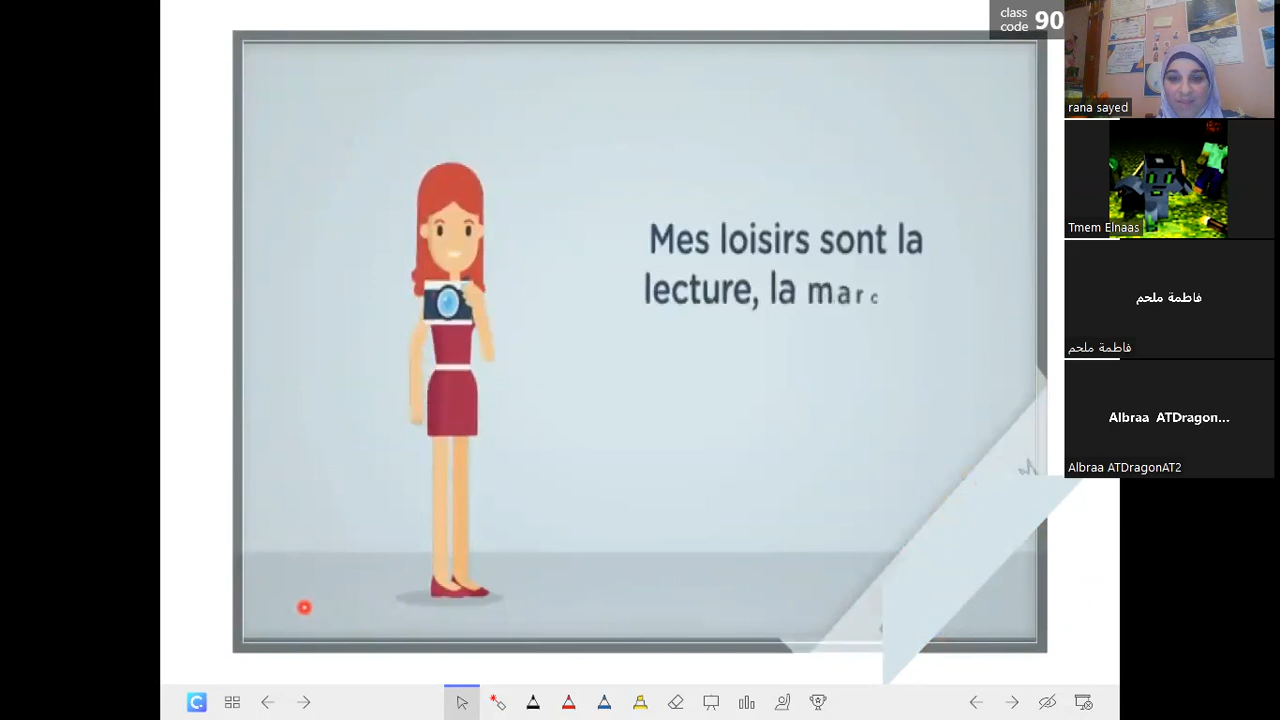 class
code 90
Mes loisirs sont la
lecture, la marc
rana sayed
Tmem Elnaas
فاطمة ملحم
فاطمة ملحم
Albraa ATDragon...
Albraa ATDragonAT2